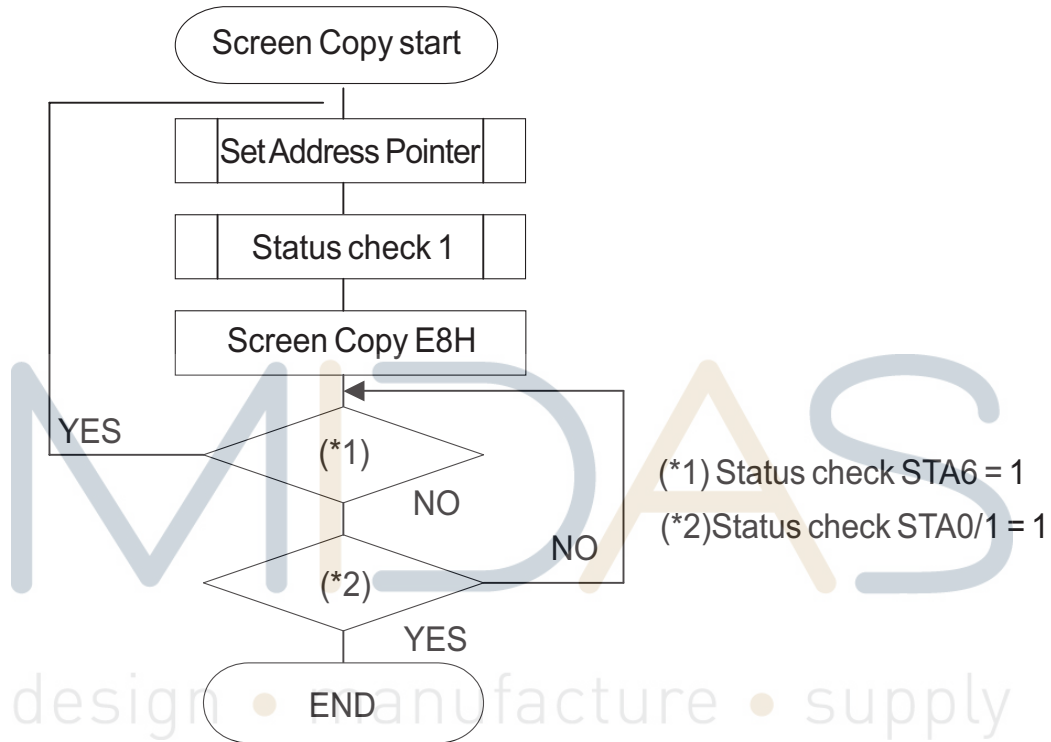 Screen Copy start
Set Address Pointer
Status check 1
Screen Copy E8H
YES
(*1)
NO
(*1) Status check STA6 = 1
(*2)Status check STA0/1 = 1
NO
(*2)
YES
END
MIDAS
design • manufacture • supply